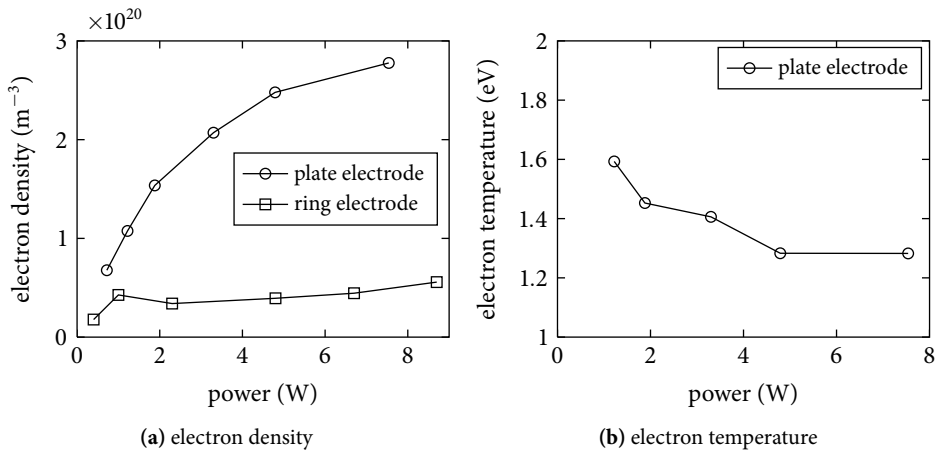 ×10²⁰
3
2
1
0
electron density (m⁻³)
plate electrode
ring electrode
0 2 4 6 8
power (W)
(a) electron density
2
1.8
1.6
1.4
1.2
1
electron temperature (eV)
plate electrode
0 2 4 6 8
power (W)
(b) electron temperature